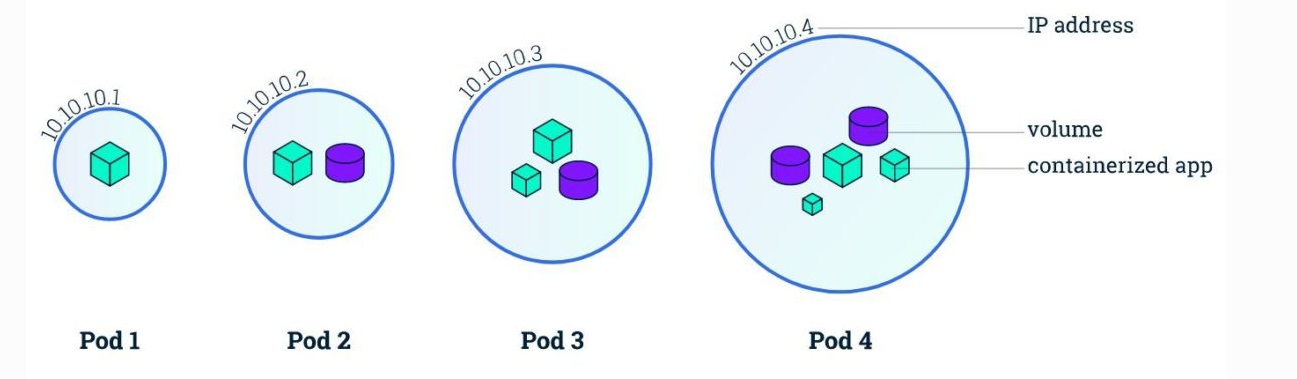 10.10.10.1
10.10.10.2
10.10.10.3
10.10.10.4
IP address
volume
containerized app
Pod 1
Pod 2
Pod 3
Pod 4